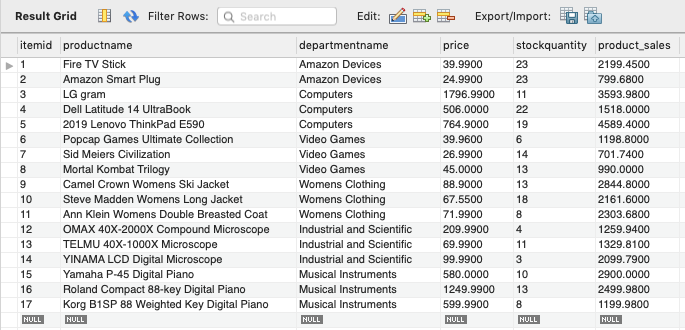 Result Grid Filter Rows: Search Edit: Export/Import:
itemid productname departmentname price stockquantity product_sales
1 Fire TV Stick Amazon Devices 39.9900 23 2199.4500
2 Amazon Smart Plug Amazon Devices 24.9900 23 799.6800
3 LG gram Computers 1796.9900 11 3593.9800
4 Dell Latitude 14 UltraBook Computers 506.0000 22 1518.0000
5 2019 Lenovo ThinkPad E590 Computers 764.9000 19 4589.4000
6 Popcap Games Ultimate Collection Video Games 39.9600 6 1198.8000
7 Sid Meiers Civilization Video Games 26.9900 14 701.7400
8 Mortal Kombat Trilogy Video Games 45.0000 13 990.0000
9 Camel Crown Womens Ski Jacket Womens Clothing 88.9000 13 2844.8000
10 Steve Madden Womens Long Jacket Womens Clothing 67.5500 18 2161.6000
11 Ann Klein Womens Double Breasted Coat Womens Clothing 71.9900 8 2303.6800
12 OMAX 40X-2000X Compound Microscope Industrial and Scientific 209.9900 4 1259.9400
13 TELMU 40X-1000X Microscope Industrial and Scientific 69.9900 11 1329.8100
14 YINAMA LCD Digital Microscope Industrial and Scientific 99.9900 3 2099.7900
15 Yamaha P-45 Digital Piano Musical Instruments 580.0000 10 2900.0000
16 Roland Compact 88-key Digital Piano Musical Instruments 1249.9900 13 2499.9800
17 Korg B1SP 88 Weighted Key Digital Piano Musical Instruments 599.9900 8 1199.9800
NULL NULL NULL NULL NULL NULL